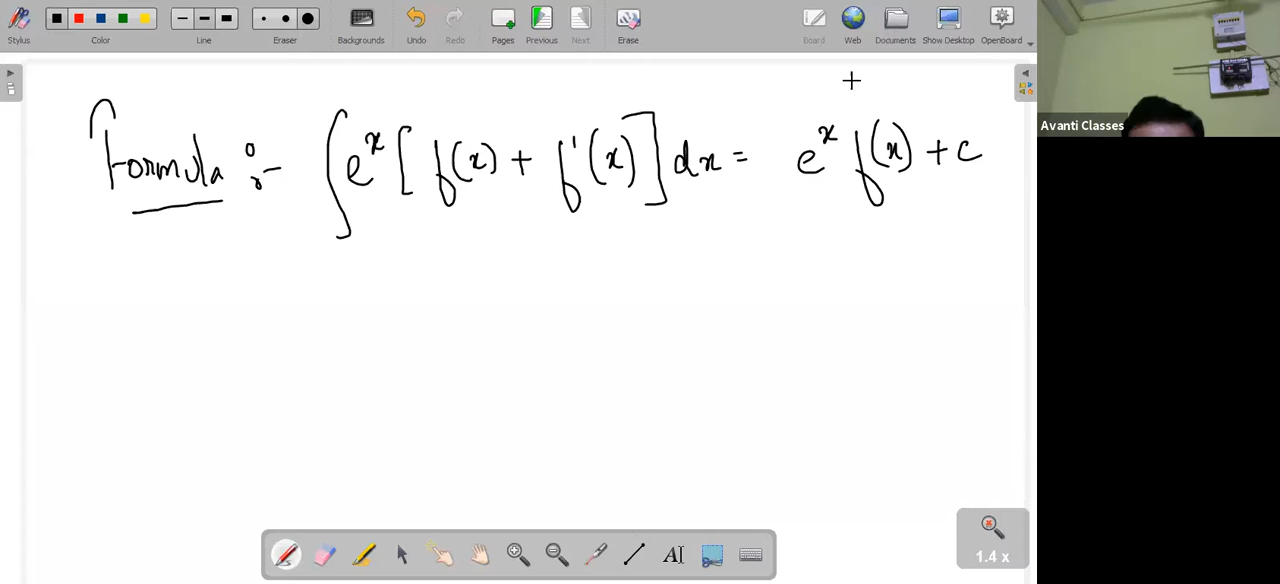 Stylus Color Line Eraser Backgrounds Undo Redo Pages Previous Next Erase Board Web Documents Show Desktop OpenBoard
Avanti Classes
Formula :- ∫ e^x [f(x) + f'(x)] dx = e^x f(x) + c
1.4 x